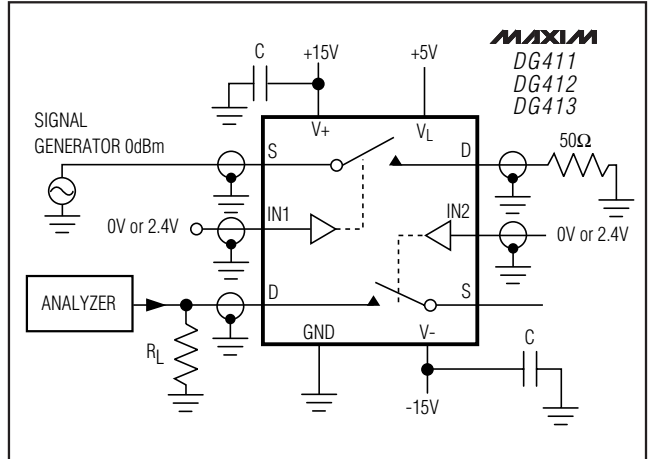 MAXIM
DG411
DG412
DG413
C
+15V
+5V
SIGNAL
GENERATOR 0dBm
V+
VL
S
D
50Ω
0V or 2.4V
IN1
IN2
0V or 2.4V
ANALYZER
D
S
RL
GND
V-
C
-15V